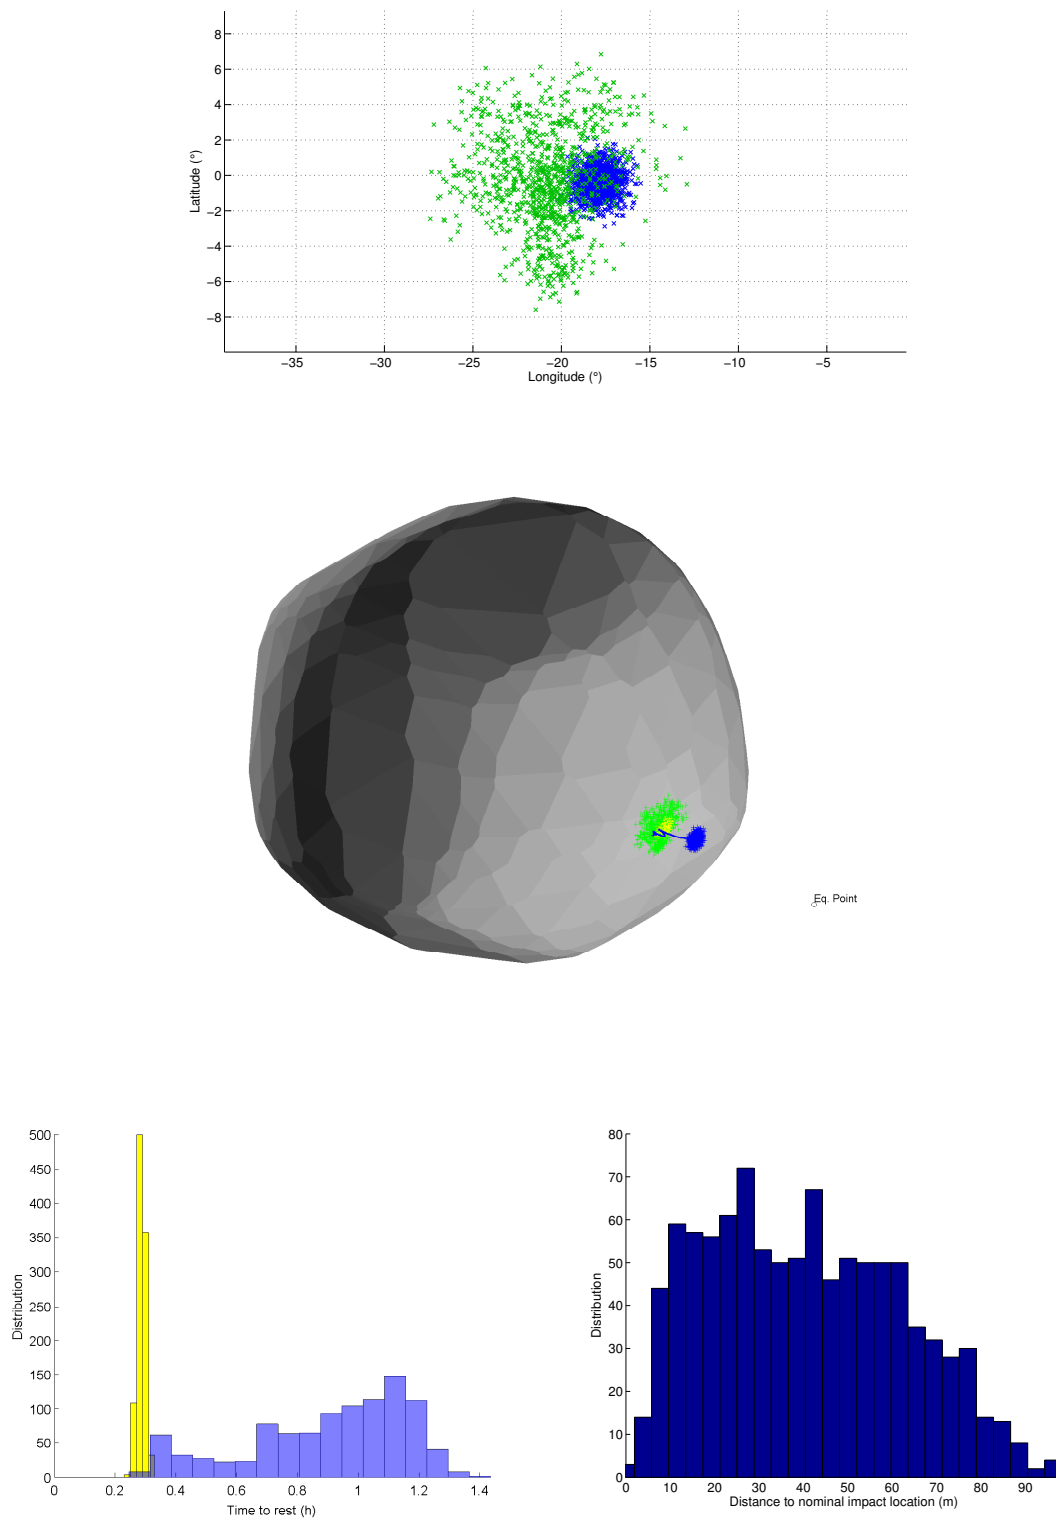 8
6
4
2
0
−2
−4
−6
−8
Latitude (°)
−35 −30 −25 −20 −15 −10 −5
Longitude (°)
Eq. Point
500
450
400
350
300
250
200
150
100
50
0
Distribution
0 0.2 0.4 0.6 0.8 1 1.2 1.4
Time to rest (h)
80
70
60
50
40
30
20
10
0
Distribution
0 10 20 30 40 50 60 70 80 90
Distance to nominal impact location (m)